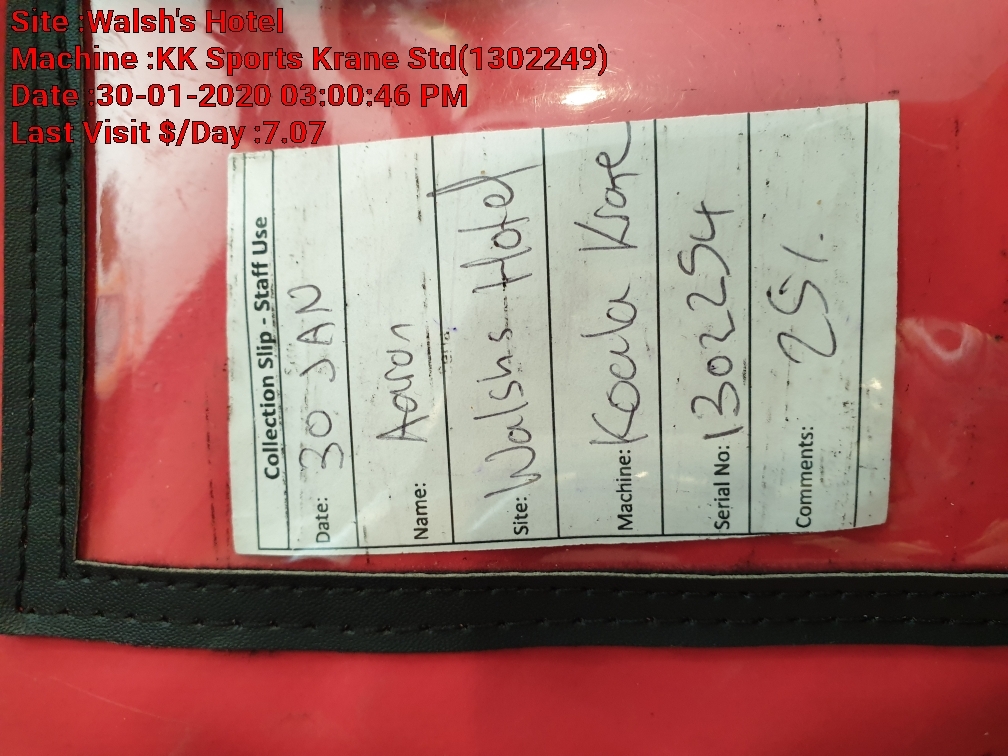 Site :Walsh's Hotel
Machine :KK Sports Krane Std(1302249)
Date :30-01-2020 03:00:46 PM
Last Visit $/Day :7.07
Collection Slip - Staff Use
Date: 30 JAN
Name: Aaron
Site: Walshs Hotel
Machine: Koala Krane
Serial No: 1302254
Comments: 25%